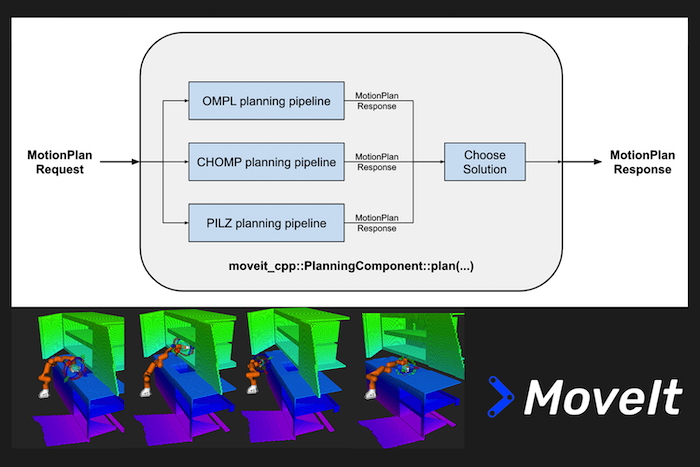 OMPL planning pipeline
MotionPlan
Response
MotionPlan
Request
CHOMP planning pipeline
MotionPlan
Response
Choose
Solution
MotionPlan
Response
PILZ planning pipeline
MotionPlan
Response
moveit_cpp::PlanningComponent::plan(...)
MoveIt